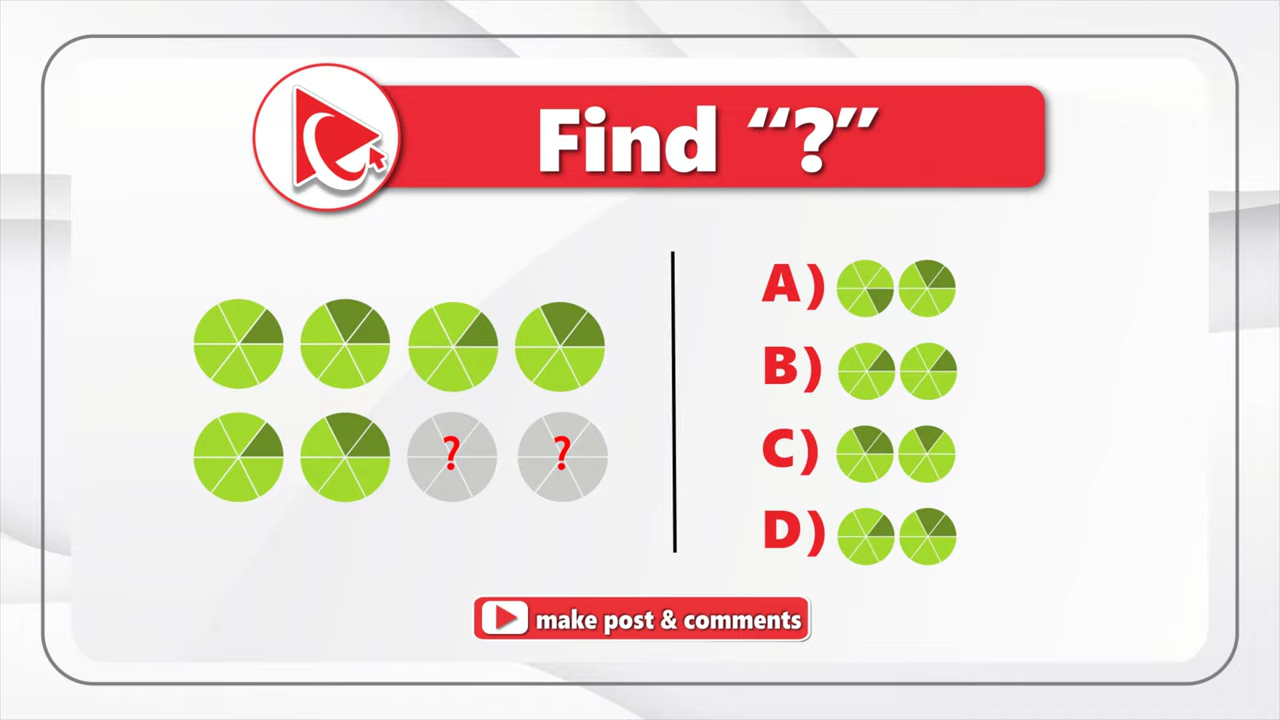 Find “?”
A)
B)
? ?
C)
D)
make post & comments